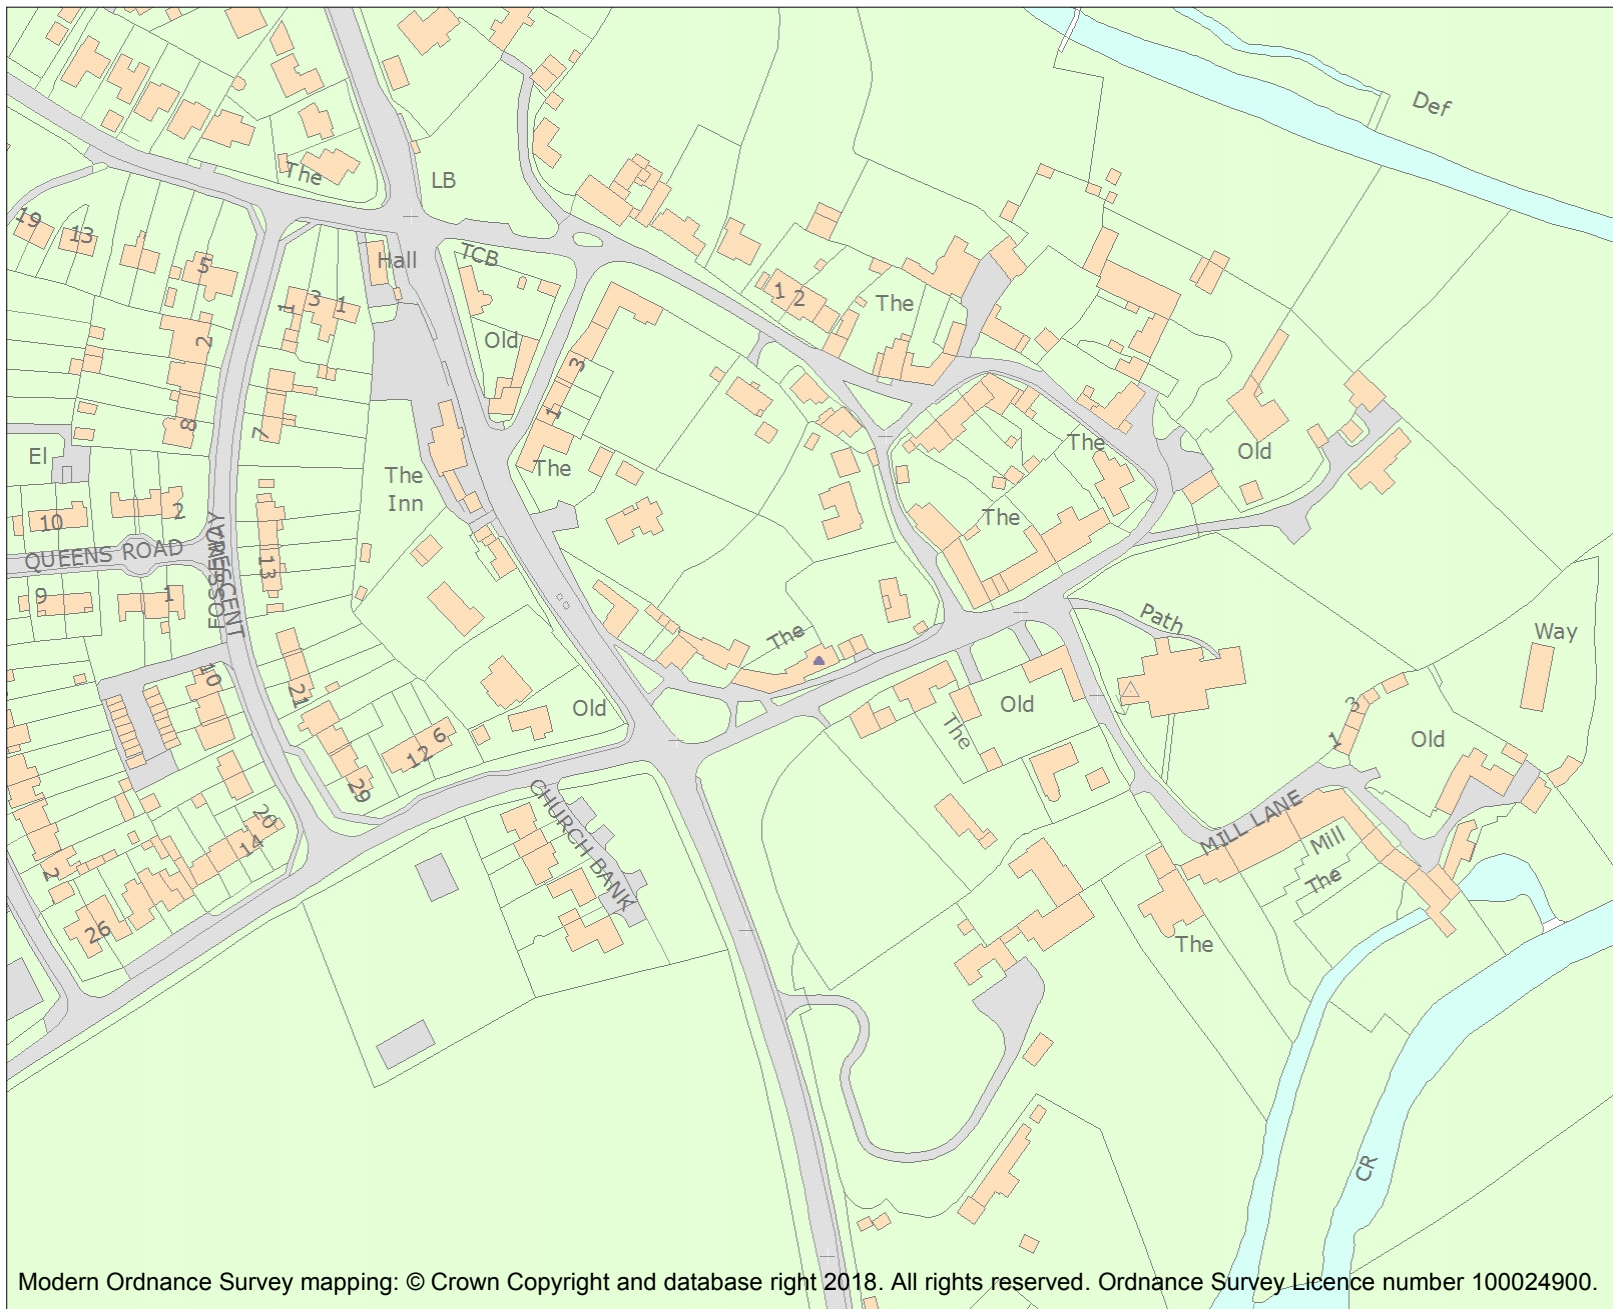 Def
The
LB
19
13
TCB
Hall
5
1
3
1
1 2
The
2
Old
3
1
8
7
The
Old
El
The
Inn
The
10
2
The
QUEENS ROAD
FOSSEWAY
CRESCENT
13
9
1
Path
The
Way
10
21
Old
The
Old
3
1
Old
12
6
29
CHURCH BANK
20
14
2
26
MILL LANE
Mill
The
The
CR
Modern Ordnance Survey mapping: © Crown Copyright and database right 2018. All rights reserved. Ordnance Survey Licence number 100024900.